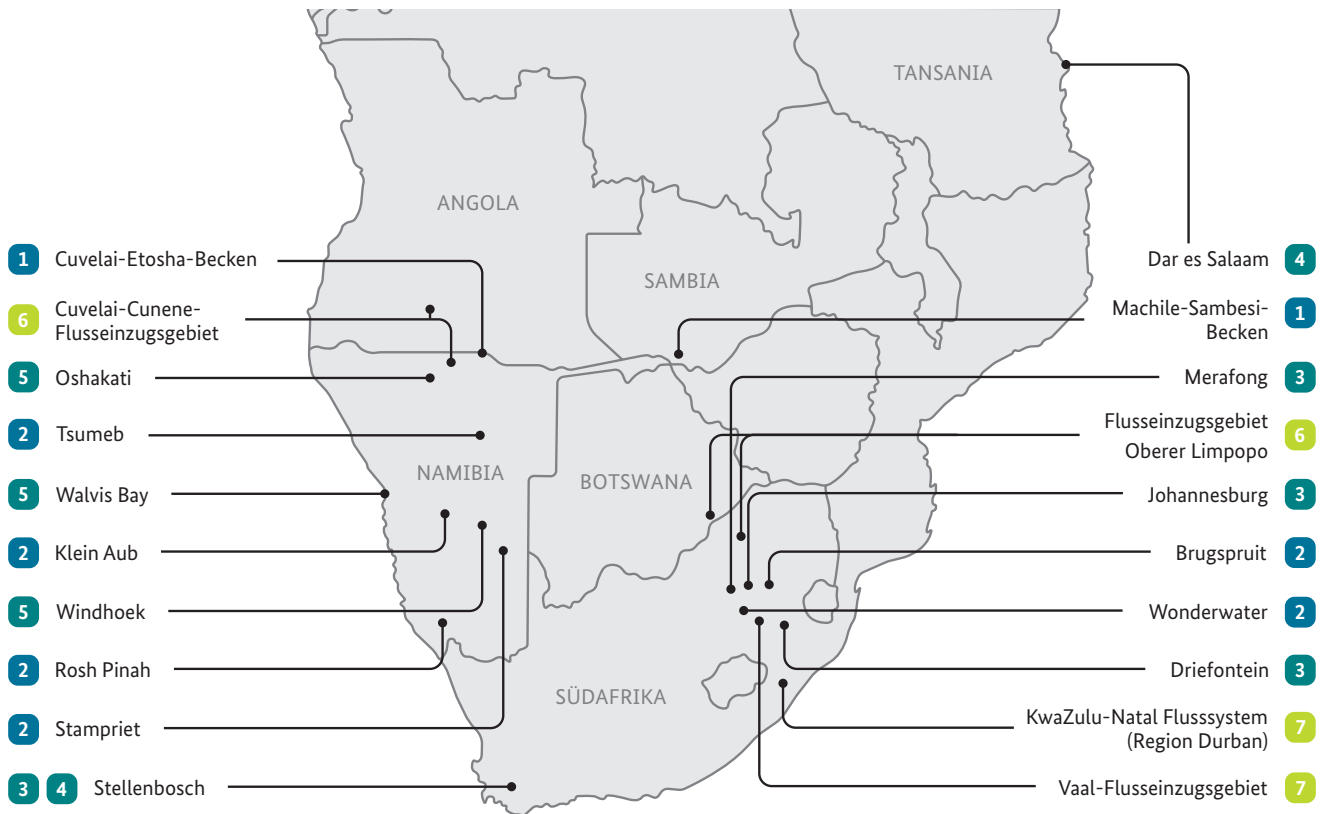 TANSANIA
ANGOLA
SAMBIA
NAMIBIA
BOTSWANA
SÜDAFRIKA
1 Cuvelai-Etosha-Becken
6 Cuvelai-Cunene-
Flusseinzugsgebiet
5 Oshakati
2 Tsumeb
5 Walvis Bay
2 Klein Aub
5 Windhoek
2 Rosh Pinah
2 Stampriet
3 4 Stellenbosch
Dar es Salaam 4
Machile-Sambesi-
Becken 1
Merafong 3
Flusseinzugsgebiet
Oberer Limpopo 6
Johannesburg 3
Brugspruit 2
Wonderwater 2
Driefontein 3
KwaZulu-Natal Flusssystem
(Region Durban) 7
Vaal-Flusseinzugsgebiet 7